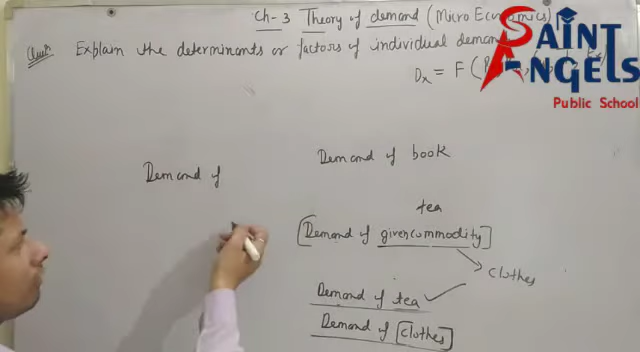 Ch-3 Theory of demand (Micro Economics)
Ques. Explain the determinants or factors of individual demand
Dx = F (P
SAINT
ANGELS
Public School
Demand of book
Demand of
tea
[Demand of given commodity]
clothes
Demand of tea
Demand of [clothes]